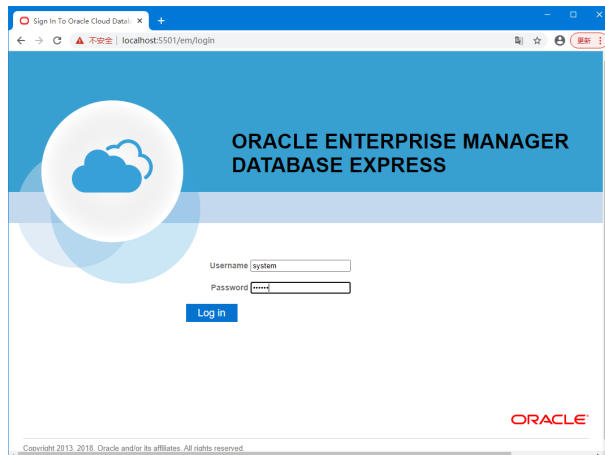 Sign In To Oracle Cloud Datab
不安全 | localhost:5501/em/login
更新
ORACLE ENTERPRISE MANAGER
DATABASE EXPRESS
Username system
Password ••••••
Log in
ORACLE
Copyright 2013, 2018, Oracle and/or its affiliates. All rights reserved.